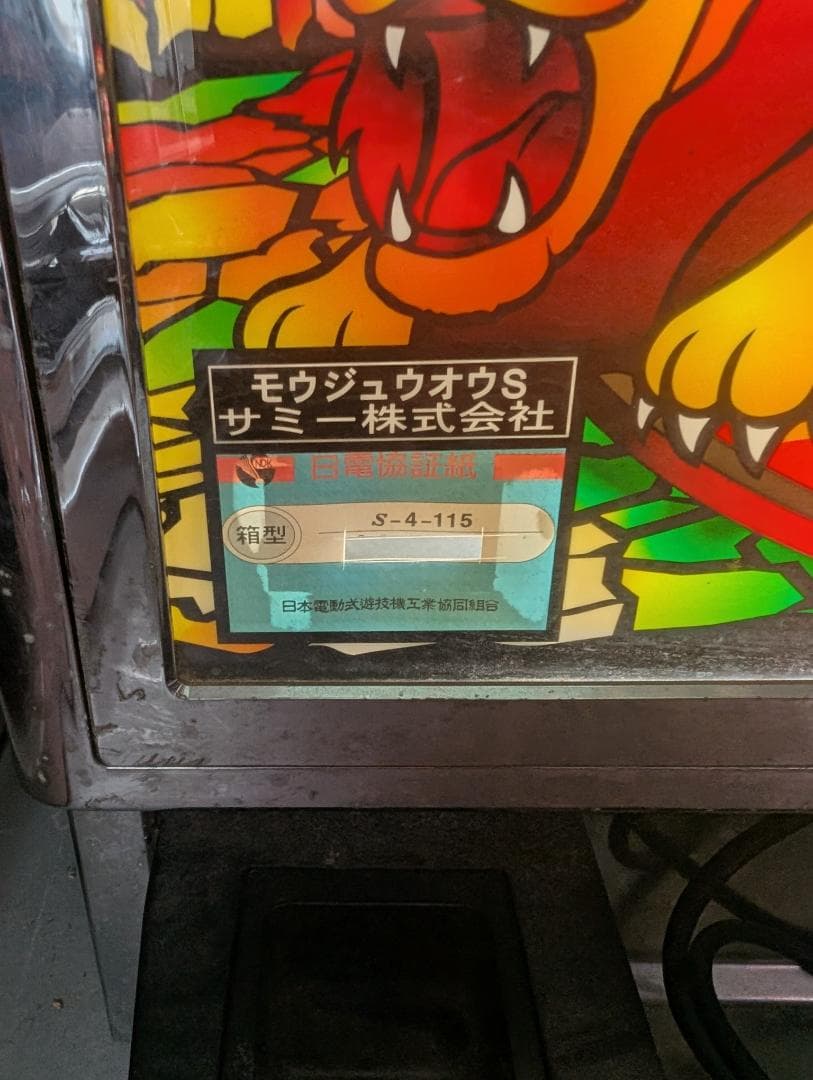 モウジュウオウS
サミー株式会社
NDK
日電協証紙
箱型
S-4-115
日本電動式遊技機工業協同組合